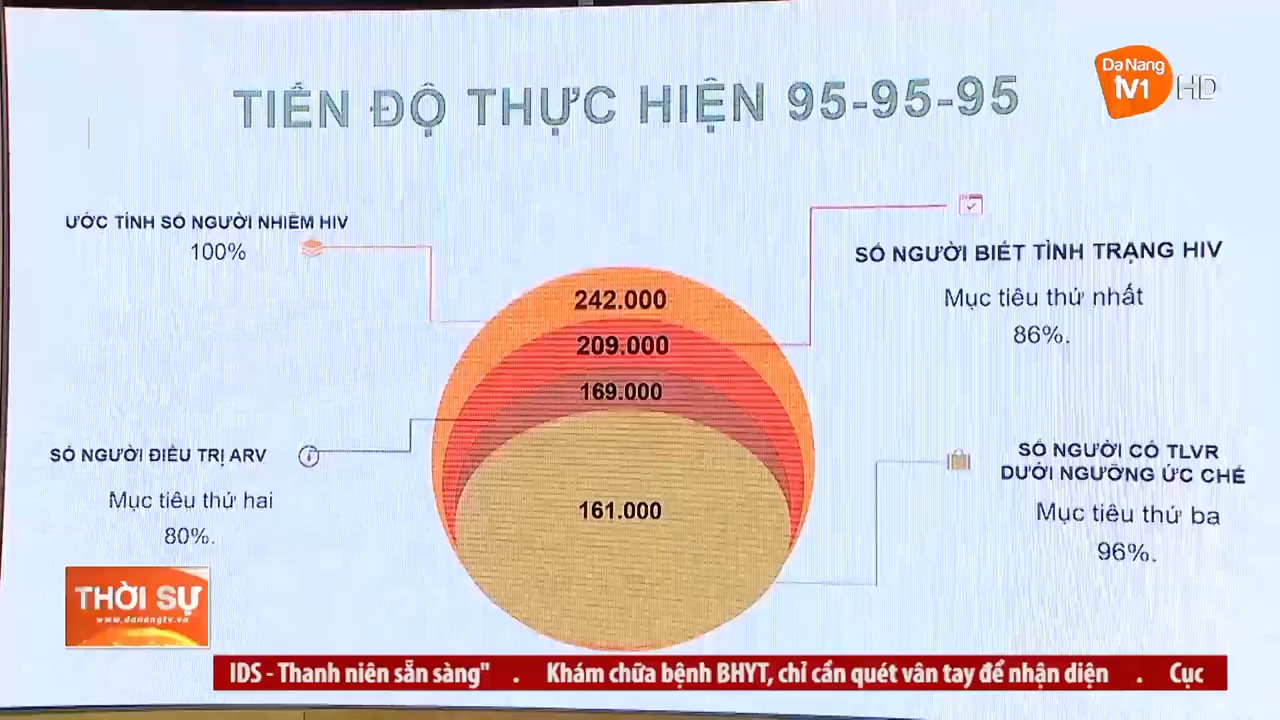 TIẾN ĐỘ THỰC HIỆN 95-95-95
Da Nang
TV1 HD
ƯỚC TÍNH SỐ NGƯỜI NHIỄM HIV
100%
SỐ NGƯỜI BIẾT TÌNH TRẠNG HIV
Mục tiêu thứ nhất
86%.
242.000
209.000
169.000
161.000
SỐ NGƯỜI ĐIỀU TRỊ ARV
Mục tiêu thứ hai
80%.
SỐ NGƯỜI CÓ TLVR
DƯỚI NGƯỠNG ỨC CHẾ
Mục tiêu thứ ba
96%.
THỜI SỰ
www.danangtv.vn
IDS - Thanh niên sẵn sàng" . Khám chữa bệnh BHYT, chỉ cần quét vân tay để nhận diện . Cục